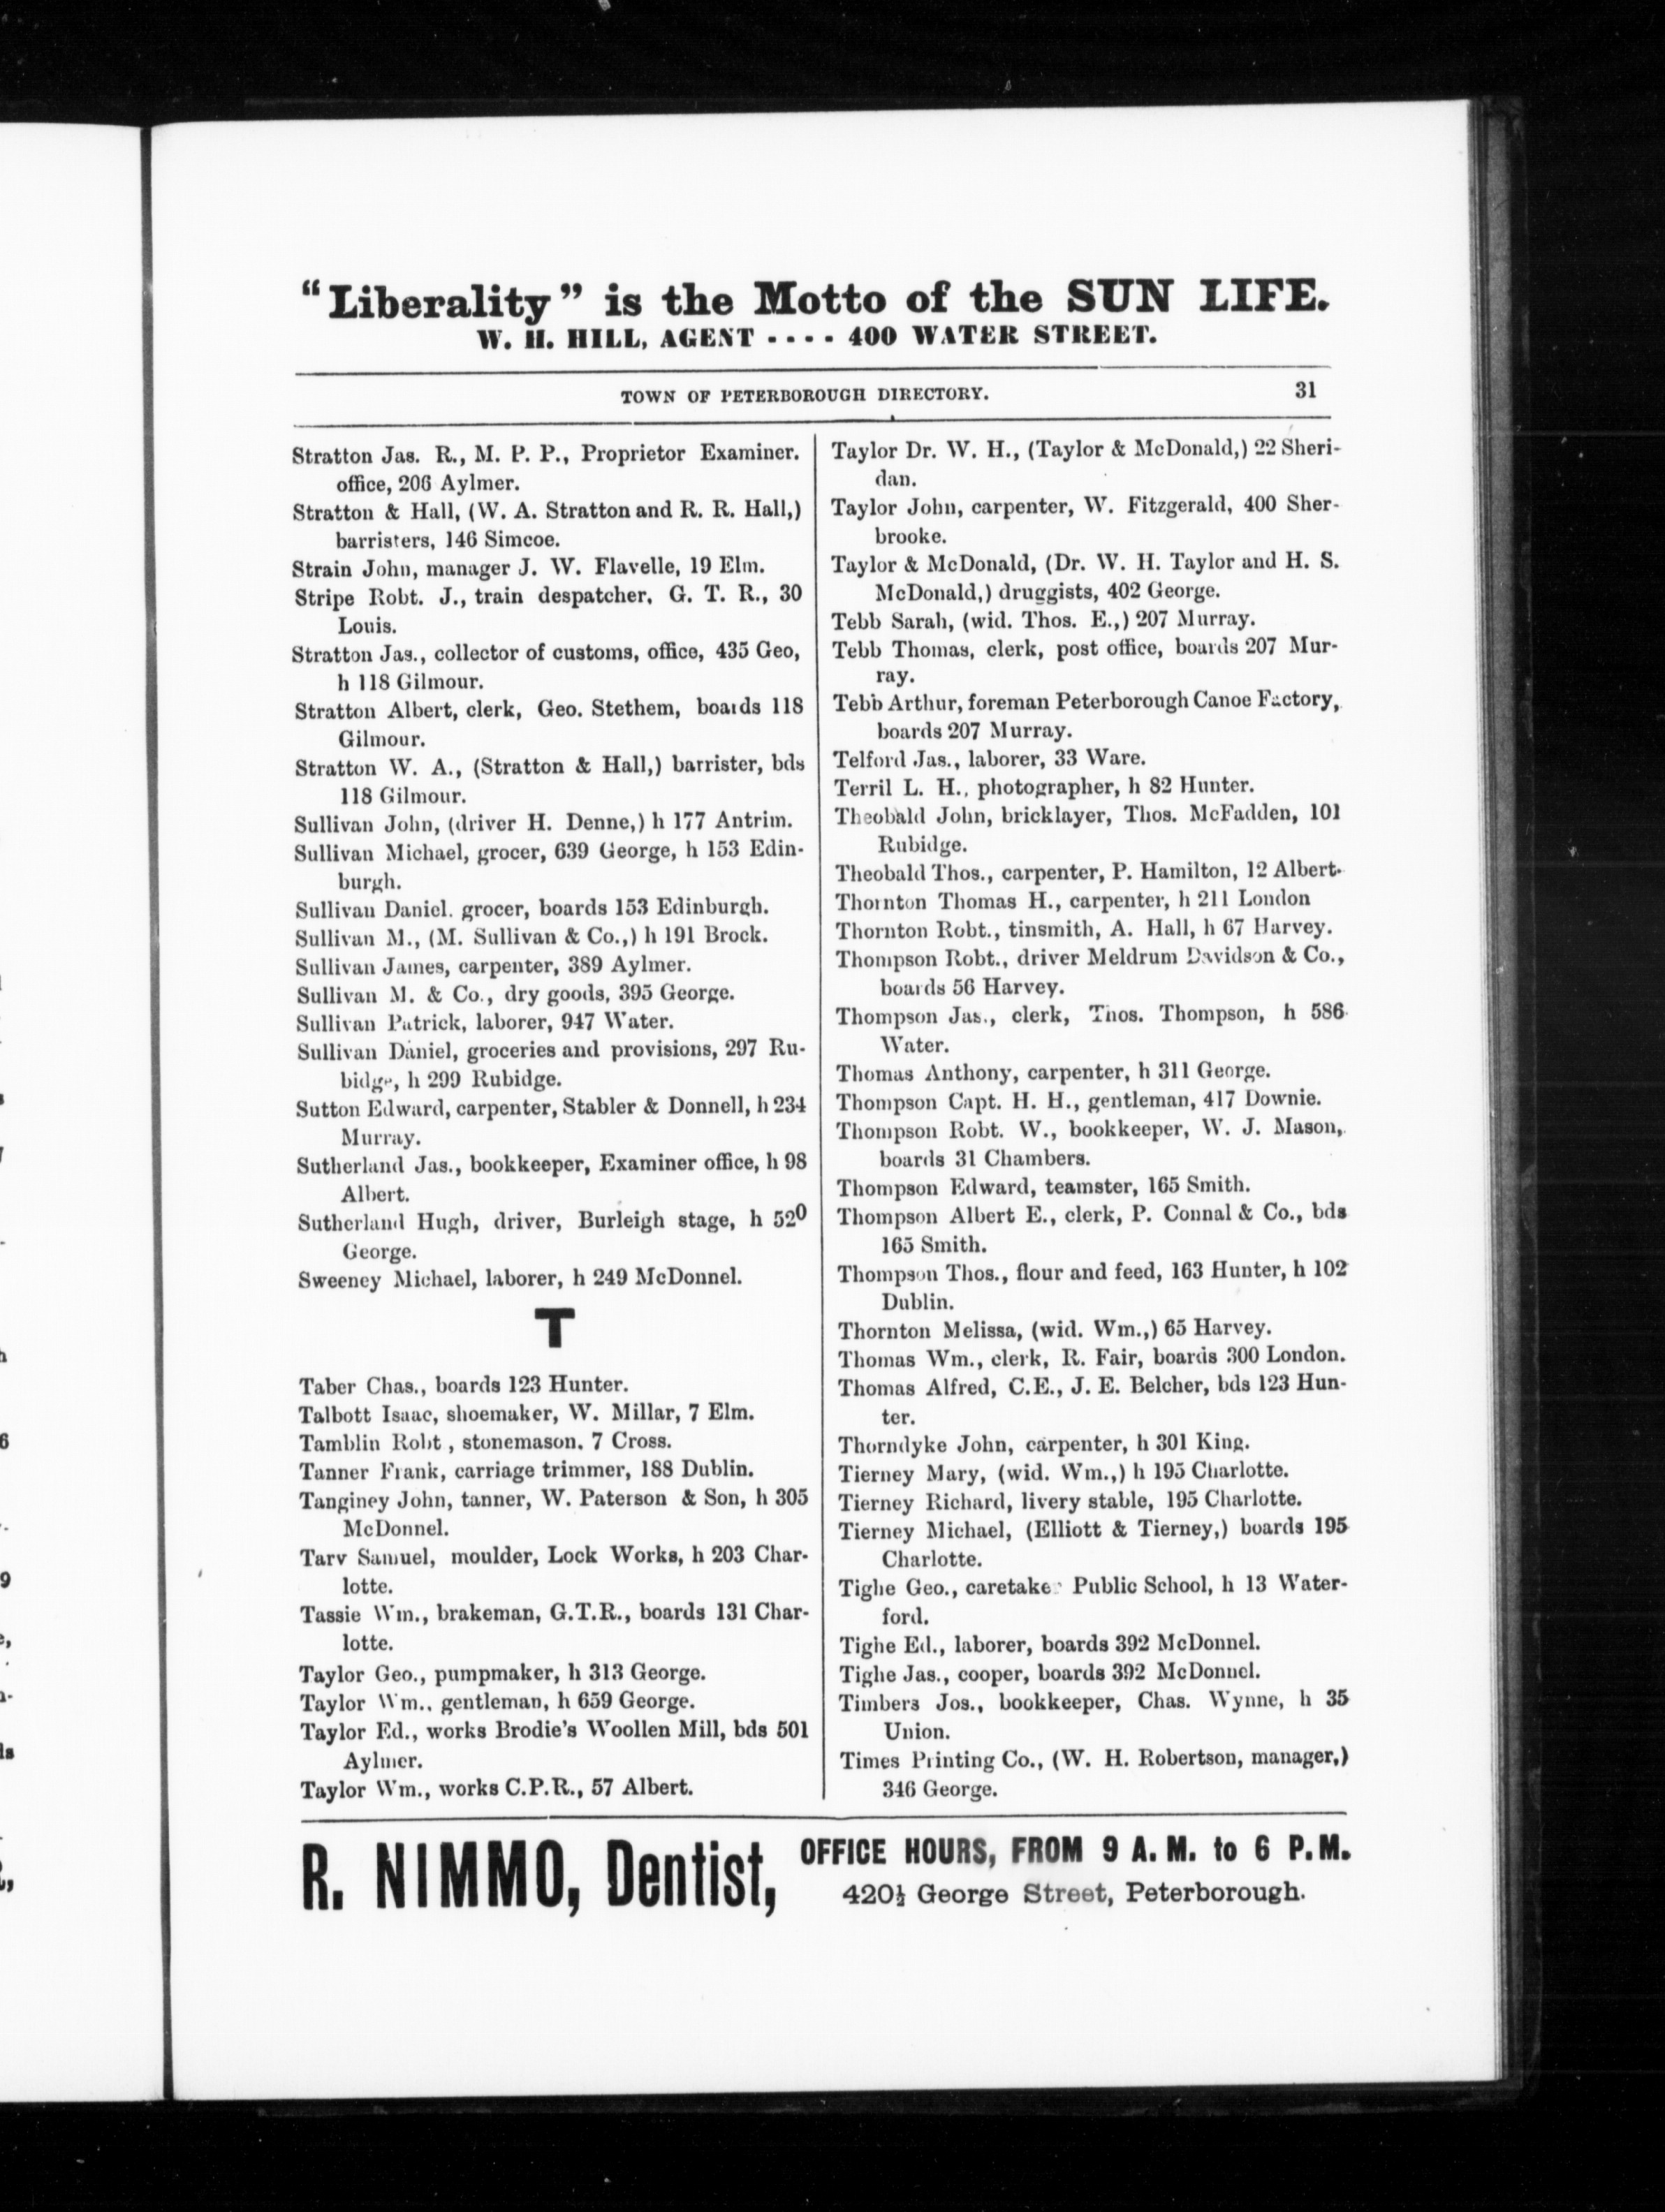 "Liberality" is the Motto of the SUN LIFE.
W. H. HILL, AGENT - - - - 400 WATER STREET.
TOWN OF PETERBOROUGH DIRECTORY.
31
Stratton Jas. R., M. P. P., Proprietor Examiner.
office, 206 Aylmer.
Stratton & Hall, (W. A. Stratton and R. R. Hall,)
barristers, 146 Simcoe.
Strain John, manager J. W. Flavelle, 19 Elm.
Stripe Robt. J., train despatcher, G. T. R., 30
Louis.
Stratton Jas., collector of customs, office, 435 Geo,
h 118 Gilmour.
Stratton Albert, clerk, Geo. Stethem, boards 118
Gilmour.
Stratton W. A., (Stratton & Hall,) barrister, bds
118 Gilmour.
Sullivan John, (driver H. Denne,) h 177 Antrim.
Sullivan Michael, grocer, 639 George, h 153 Edin-
burgh.
Sullivan Daniel. grocer, boards 153 Edinburgh.
Sullivan M., (M. Sullivan & Co.,) h 191 Brock.
Sullivan James, carpenter, 389 Aylmer.
Sullivan M. & Co., dry goods, 395 George.
Sullivan Patrick, laborer, 947 Water.
Sullivan Daniel, groceries and provisions, 297 Ru-
bidge, h 299 Rubidge.
Sutton Edward, carpenter, Stabler & Donnell, h 234
Murray.
Sutherland Jas., bookkeeper, Examiner office, h 98
Albert.
Sutherland Hugh, driver, Burleigh stage, h 520
George.
Sweeney Michael, laborer, h 249 McDonnel.
T
Taber Chas., boards 123 Hunter.
Talbott Isaac, shoemaker, W. Millar, 7 Elm.
Tamblin Robt , stonemason. 7 Cross.
Tanner Frank, carriage trimmer, 188 Dublin.
Tanginey John, tanner, W. Paterson & Son, h 305
McDonnel.
Tarv Samuel, moulder, Lock Works, h 203 Char-
lotte.
Tassie Wm., brakeman, G.T.R., boards 131 Char-
lotte.
Taylor Geo., pumpmaker, h 313 George.
Taylor Wm., gentleman, h 659 George.
Taylor Ed., works Brodie's Woollen Mill, bds 501
Aylmer.
Taylor Wm., works C.P.R., 57 Albert.
Taylor Dr. W. H., (Taylor & McDonald,) 22 Sheri-
dan.
Taylor John, carpenter, W. Fitzgerald, 400 Sher-
brooke.
Taylor & McDonald, (Dr. W. H. Taylor and H. S.
McDonald,) druggists, 402 George.
Tebb Sarah, (wid. Thos. E.,) 207 Murray.
Tebb Thomas, clerk, post office, boards 207 Mur-
ray.
Tebb Arthur, foreman Peterborough Canoe Factory,
boards 207 Murray.
Telford Jas., laborer, 33 Ware.
Terril L. H., photographer, h 82 Hunter.
Theobald John, bricklayer, Thos. McFadden, 101
Rubidge.
Theobald Thos., carpenter, P. Hamilton, 12 Albert.
Thornton Thomas H., carpenter, h 211 London
Thornton Robt., tinsmith, A. Hall, h 67 Harvey.
Thompson Robt., driver Meldrum Davidson & Co.,
boards 56 Harvey.
Thompson Jas., clerk, Thos. Thompson, h 586
Water.
Thomas Anthony, carpenter, h 311 George.
Thompson Capt. H. H., gentleman, 417 Downie.
Thompson Robt. W., bookkeeper, W. J. Mason,
boards 31 Chambers.
Thompson Edward, teamster, 165 Smith.
Thompson Albert E., clerk, P. Connal & Co., bds
165 Smith.
Thompson Thos., flour and feed, 163 Hunter, h 102
Dublin.
Thornton Melissa, (wid. Wm.,) 65 Harvey.
Thomas Wm., clerk, R. Fair, boards 300 London.
Thomas Alfred, C.E., J. E. Belcher, bds 123 Hun-
ter.
Thorndyke John, carpenter, h 301 King.
Tierney Mary, (wid. Wm.,) h 195 Charlotte.
Tierney Richard, livery stable, 195 Charlotte.
Tierney Michael, (Elliott & Tierney,) boards 195
Charlotte.
Tighe Geo., caretaker Public School, h 13 Water-
ford.
Tighe Ed., laborer, boards 392 McDonnel.
Tighe Jas., cooper, boards 392 McDonnel.
Timbers Jos., bookkeeper, Chas. Wynne, h 35
Union.
Times Printing Co., (W. H. Robertson, manager,)
346 George.
R. NIMMO, Dentist,
OFFICE HOURS, FROM 9 A. M. to 6 P. M.
420½ George Street, Peterborough.